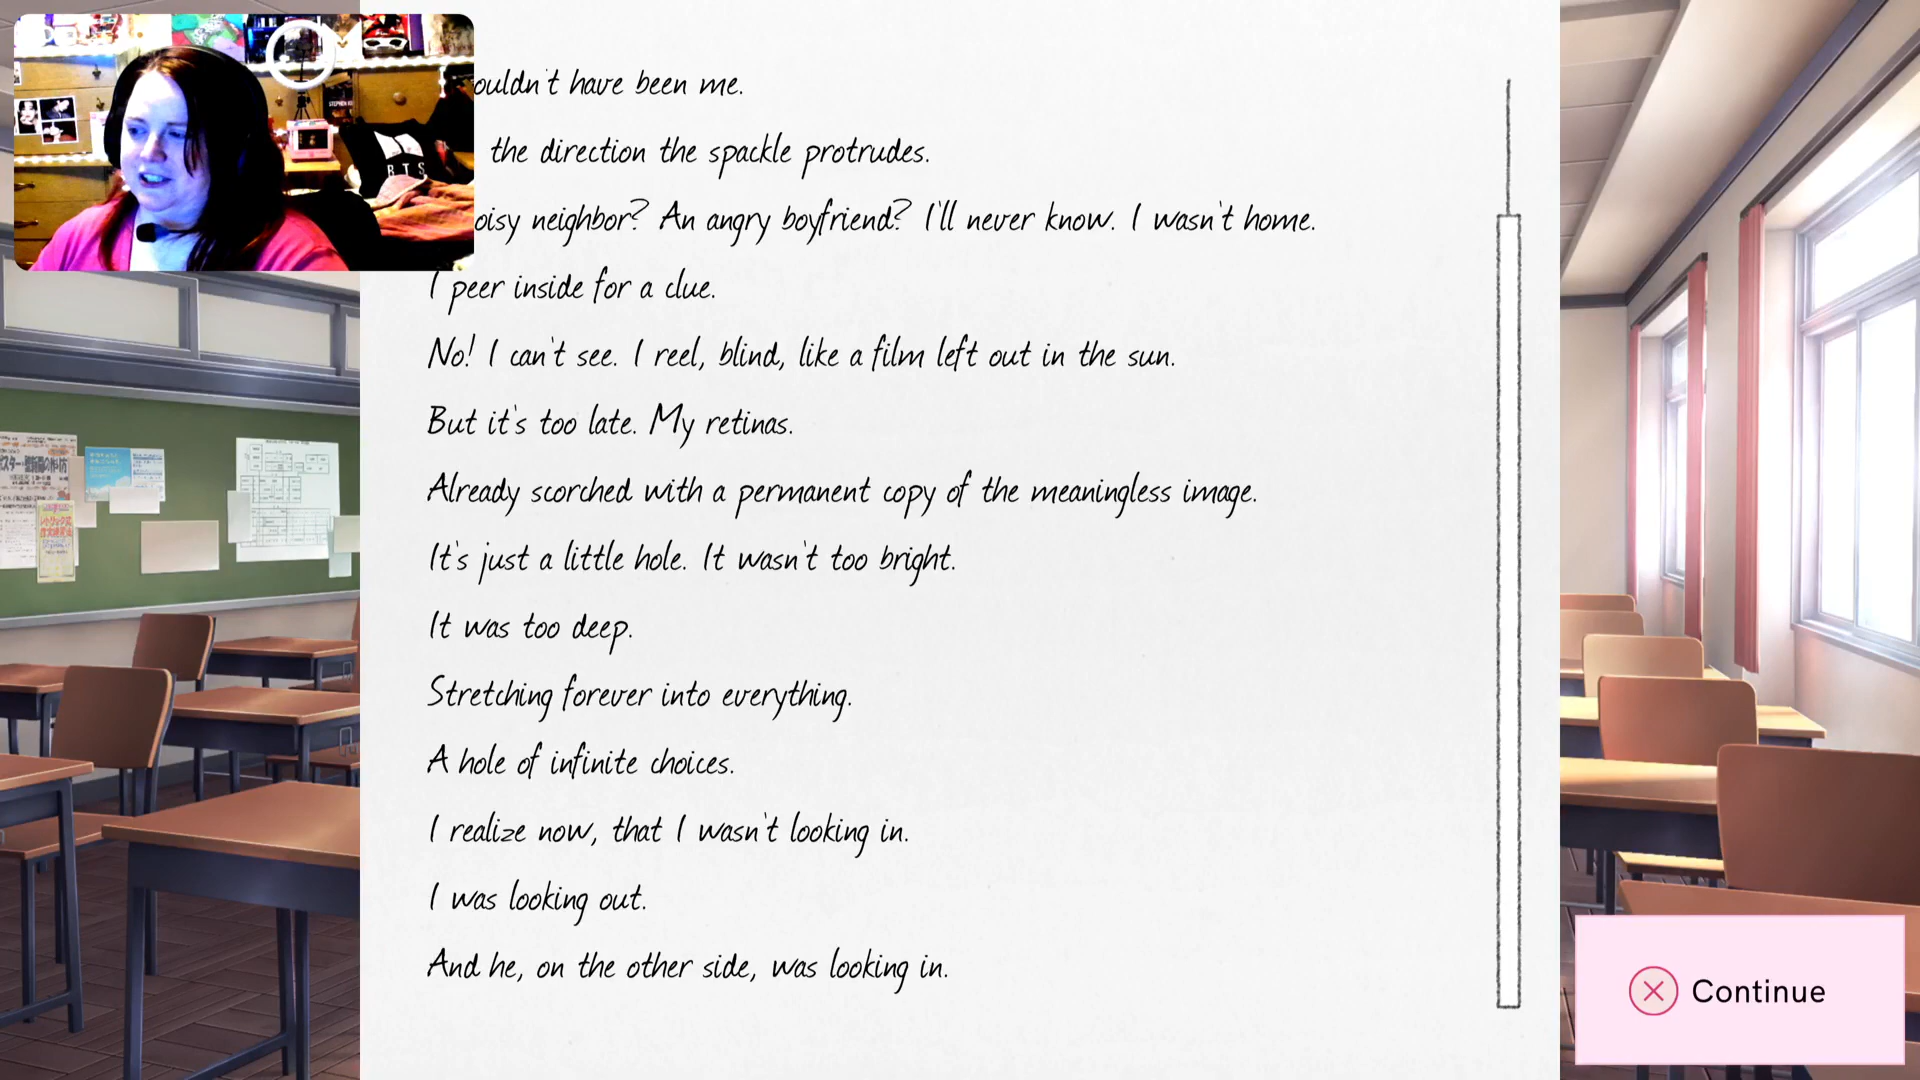 STEPHEN KI
BTS
ouldn't have been me.
the direction the spackle protrudes.
oisy neighbor? An angry boyfriend? I'll never know. I wasn't home.
I peer inside for a clue.
No! I can't see. I reel, blind, like a film left out in the sun.
But it's too late. My retinas.
Already scorched with a permanent copy of the meaningless image.
It's just a little hole. It wasn't too bright.
It was too deep.
Stretching forever into everything.
A hole of infinite choices.
I realize now, that I wasn't looking in.
I was looking out.
And he, on the other side, was looking in.
Continue